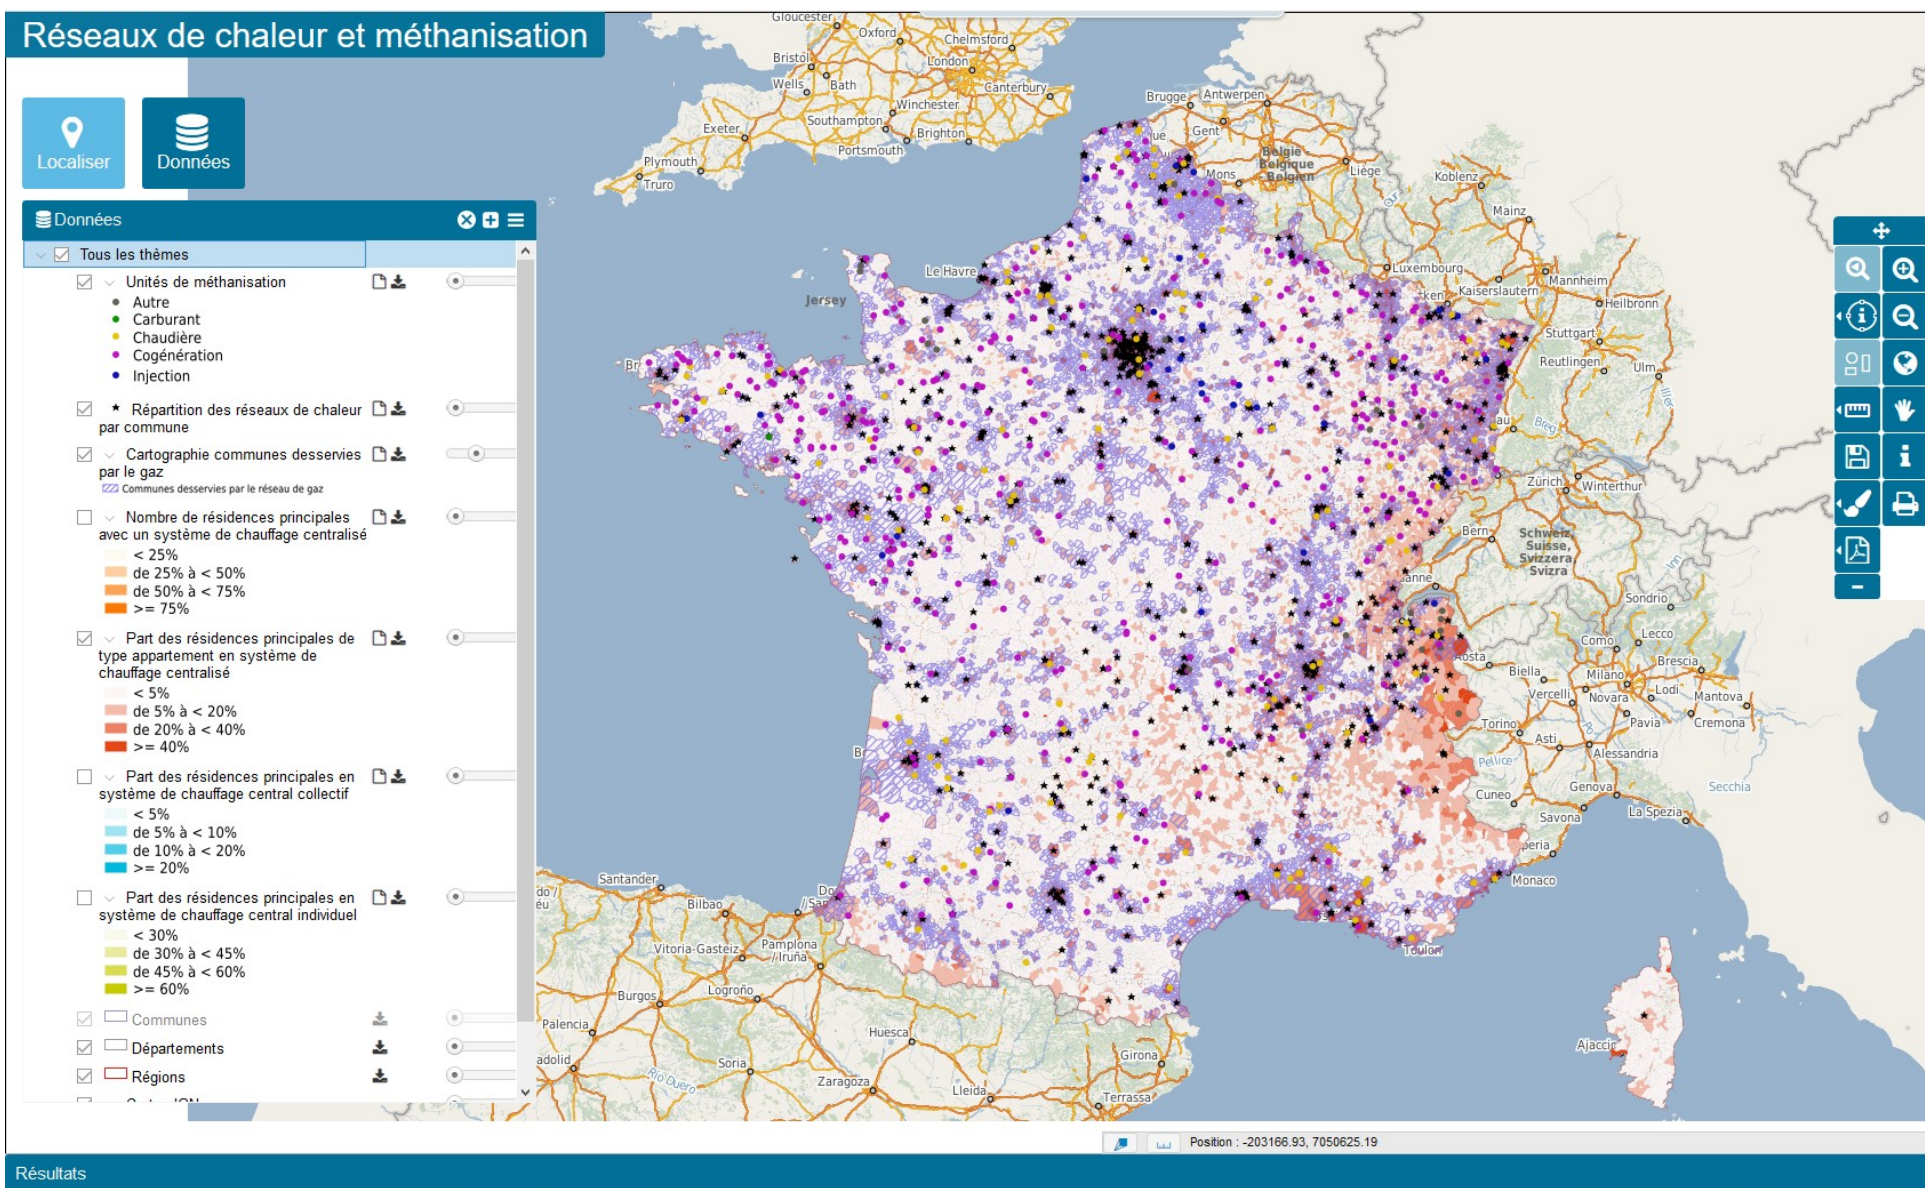 Réseaux de chaleur et méthanisation
Localiser
Données
Données
Tous les thèmes
Unités de méthanisation
Autre
Carburant
Chaudière
Cogénération
Injection
Répartition des réseaux de chaleur
par commune
Cartographie communes desservies
par le gaz
Communes desservies par le réseau de gaz
Nombre de résidences principales
avec un système de chauffage centralisé
< 25%
de 25% à < 50%
de 50% à < 75%
>= 75%
Part des résidences principales de
type appartement en système de
chauffage centralisé
< 5%
de 5% à < 20%
de 20% à < 40%
>= 40%
Part des résidences principales en
système de chauffage central collectif
< 5%
de 5% à < 10%
de 10% à < 20%
>= 20%
Part des résidences principales en
système de chauffage central individuel
< 30%
de 30% à < 45%
de 45% à < 60%
>= 60%
Communes
Départements
Régions
Gloucester
Oxford
Chelmsford
Bristol
London
Wells
Bath
Canterbury
Winchester
Southampton
Exeter
Brighton
Portsmouth
Plymouth
Truro
Brugge
Antwerpen
Gent
België -
Belgique
- Belgien
Mons
Liège
Koblenz
Mainz
Our
Luxembourg
Mannheim
Kaiserslautern
Heilbronn
Stuttgart
Reutlingen
Ulm
Iller
Breg
Le Havre
Jersey
Zürich
Winterthur
Bern
Schweiz,
Suisse,
Svizzera,
Svizra
Inn
Sondrio
Como
Lecco
Aosta
Biella
Milano
Brescia
Vercelli
Novara
Lodi
Mantova
Torino
Pavia
Cremona
Asti
Alessandria
Pellice
Cuneo
Genova
Secchia
Savona
La Spezia
Monaco
Toulon
Ajaccio
Santander
Bilbao
Vitoria-Gasteiz
Pamplona
/ Iruña
Logroño
Burgos
Palencia
Huesca
Soria
Río Duero
Zaragoza
Lleida
Girona
Terrassa
Position : -203166.93, 7050625.19
Résultats